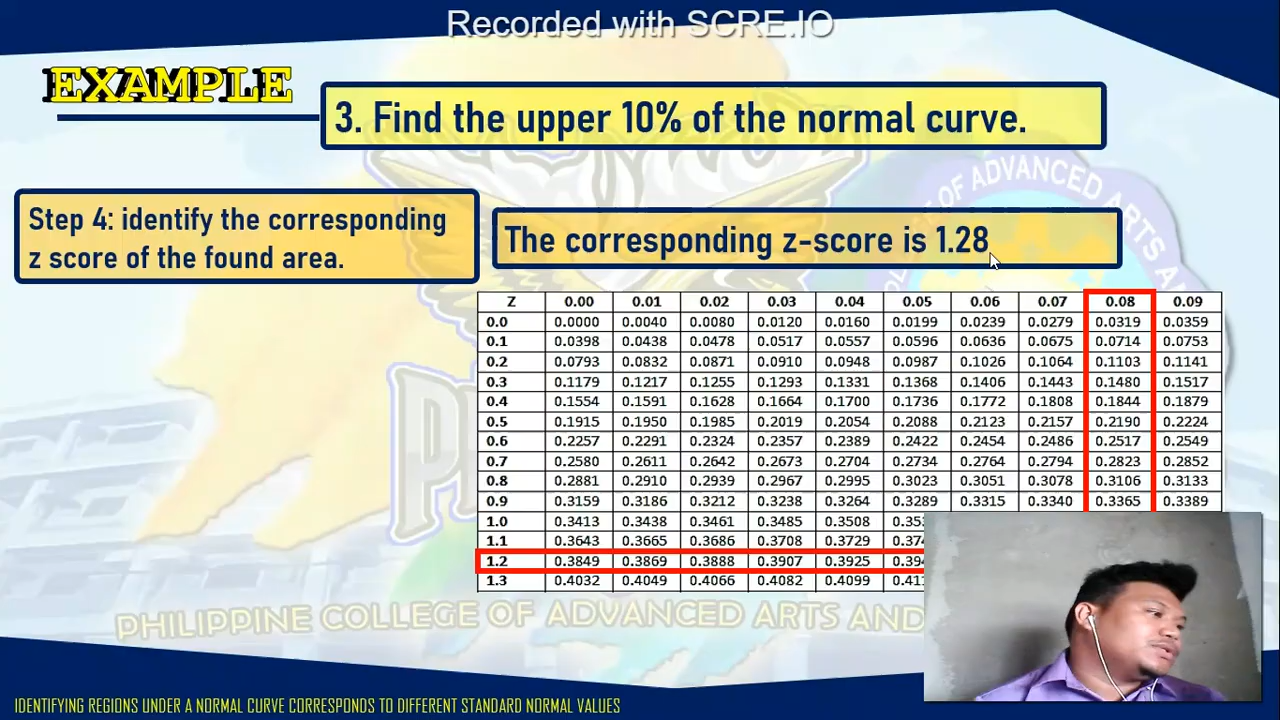 Recorded with SCRE.IO
EXAMPLE
3. Find the upper 10% of the normal curve.
Step 4: identify the corresponding
z score of the found area.
The corresponding z-score is 1.28
OF ADVANCED ARTS
Z 0.00 0.01 0.02 0.03 0.04 0.05 0.06 0.07 0.08 0.09
0.0 0.0000 0.0040 0.0080 0.0120 0.0160 0.0199 0.0239 0.0279 0.0319 0.0359
0.1 0.0398 0.0438 0.0478 0.0517 0.0557 0.0596 0.0636 0.0675 0.0714 0.0753
0.2 0.0793 0.0832 0.0871 0.0910 0.0948 0.0987 0.1026 0.1064 0.1103 0.1141
0.3 0.1179 0.1217 0.1255 0.1293 0.1331 0.1368 0.1406 0.1443 0.1480 0.1517
0.4 0.1554 0.1591 0.1628 0.1664 0.1700 0.1736 0.1772 0.1808 0.1844 0.1879
0.5 0.1915 0.1950 0.1985 0.2019 0.2054 0.2088 0.2123 0.2157 0.2190 0.2224
0.6 0.2257 0.2291 0.2324 0.2357 0.2389 0.2422 0.2454 0.2486 0.2517 0.2549
0.7 0.2580 0.2611 0.2642 0.2673 0.2704 0.2734 0.2764 0.2794 0.2823 0.2852
0.8 0.2881 0.2910 0.2939 0.2967 0.2995 0.3023 0.3051 0.3078 0.3106 0.3133
0.9 0.3159 0.3186 0.3212 0.3238 0.3264 0.3289 0.3315 0.3340 0.3365 0.3389
1.0 0.3413 0.3438 0.3461 0.3485 0.3508
1.1 0.3643 0.3665 0.3686 0.3708 0.3729
1.2 0.3849 0.3869 0.3888 0.3907 0.3925
1.3 0.4032 0.4049 0.4066 0.4082 0.4099
PHILIPPINE COLLEGE OF ADVANCED ARTS AND
IDENTIFYING REGIONS UNDER A NORMAL CURVE CORRESPONDS TO DIFFERENT STANDARD NORMAL VALUES